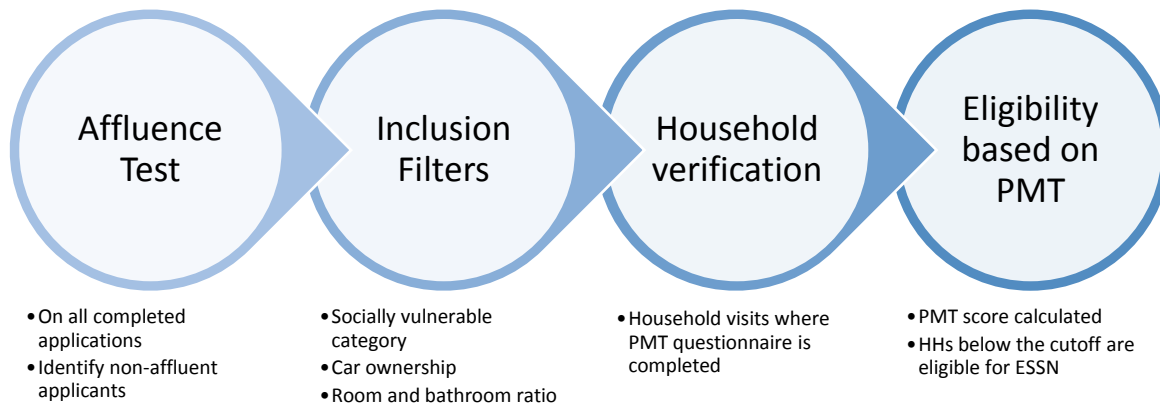 Affluence
Test
Inclusion
Filters
Household
verification
Eligibility
based on
PMT
•On all completed
applications
•Identify non-affluent
applicants
•Socially vulnerable
category
•Car ownership
•Room and bathroom ratio
•Household visits where
PMT questionnaire is
completed
•PMT score calculated
•HHs below the cutoff are
eligible for ESSN